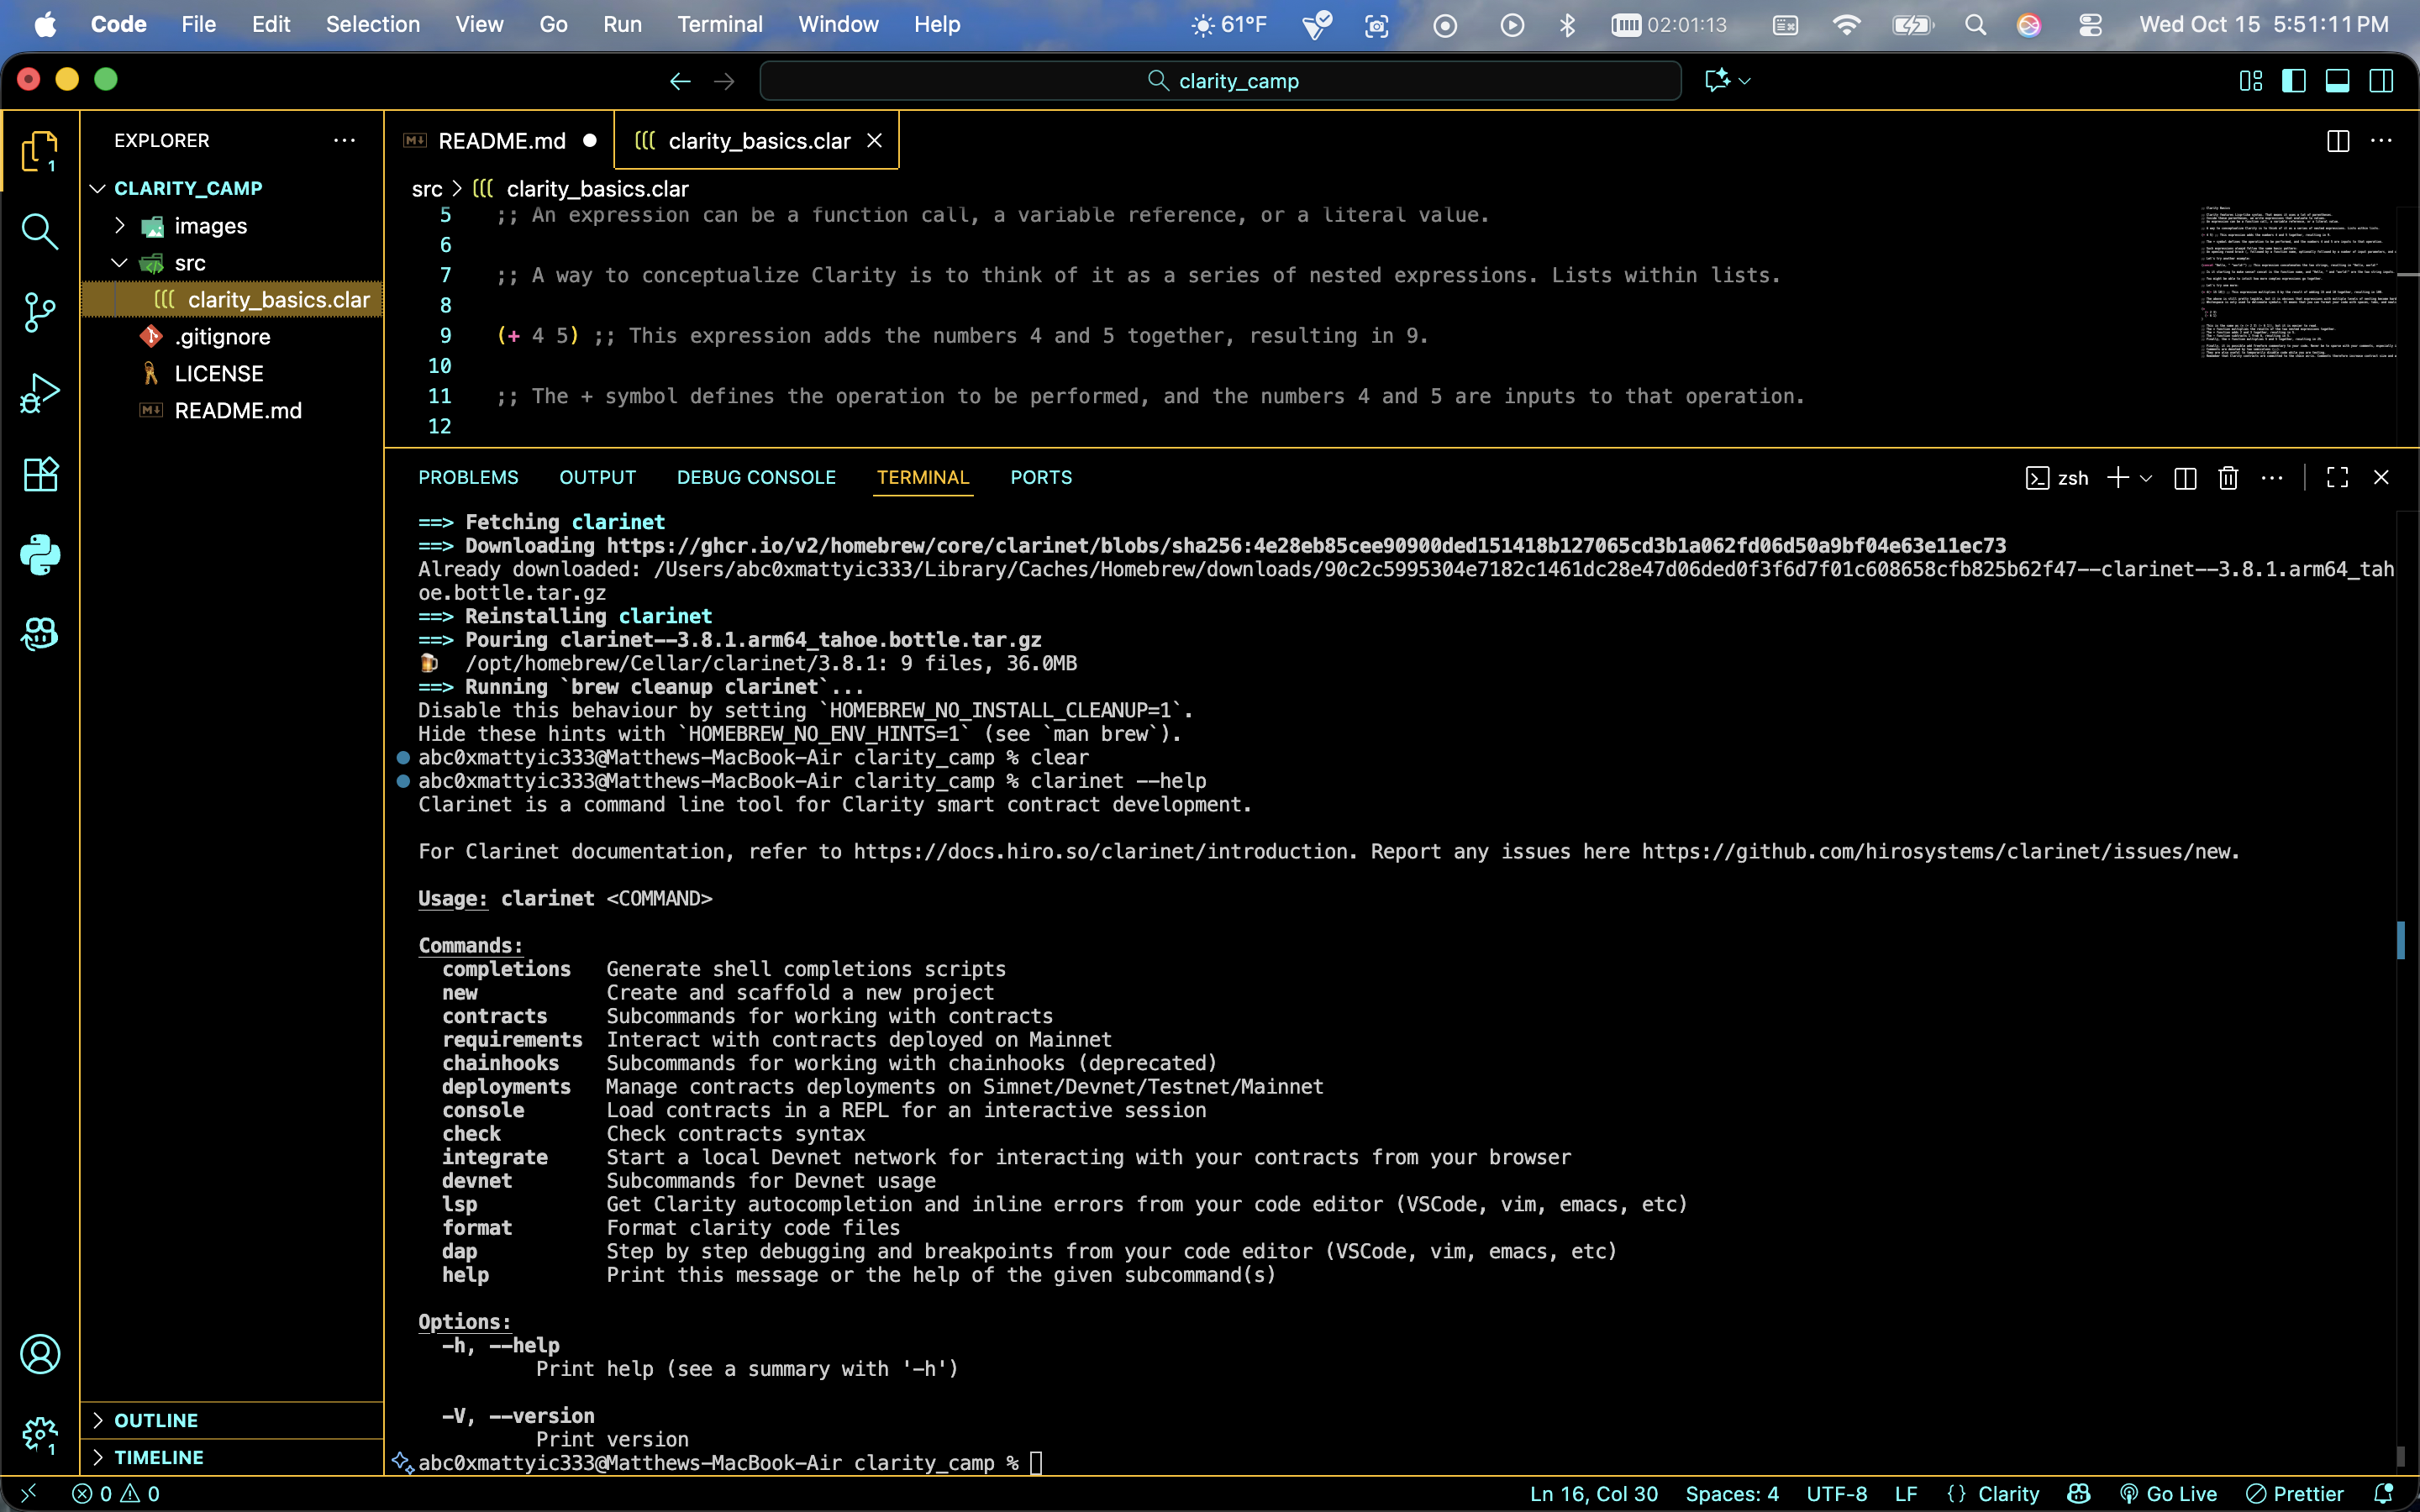 Code File Edit Selection View Go Run Terminal Window Help 61°F 02:01:13 Wed Oct 15 5:51:11 PM
clarity_camp
EXPLORER
CLARITY_CAMP
images
src
clarity_basics.clar
.gitignore
LICENSE
README.md
OUTLINE
TIMELINE
1
1
README.md clarity_basics.clar
src > clarity_basics.clar
5 ;; An expression can be a function call, a variable reference, or a literal value.
6
7 ;; A way to conceptualize Clarity is to think of it as a series of nested expressions. Lists within lists.
8
9 (+ 4 5) ;; This expression adds the numbers 4 and 5 together, resulting in 9.
10
11 ;; The + symbol defines the operation to be performed, and the numbers 4 and 5 are inputs to that operation.
12
PROBLEMS OUTPUT DEBUG CONSOLE TERMINAL PORTS zsh
==> Fetching clarinet
==> Downloading https://ghcr.io/v2/homebrew/core/clarinet/blobs/sha256:4e28eb85cee90900ded151418b127065cd3b1a062fd06d50a9bf04e63e11ec73
Already downloaded: /Users/abc0xmattyic333/Library/Caches/Homebrew/downloads/90c2c5995304e7182c1461dc28e47d06ded0f3f6d7f01c608658cfb825b62f47--clarinet--3.8.1.arm64_tah
oe.bottle.tar.gz
==> Reinstalling clarinet
==> Pouring clarinet--3.8.1.arm64_tahoe.bottle.tar.gz
🍺 /opt/homebrew/Cellar/clarinet/3.8.1: 9 files, 36.0MB
==> Running `brew cleanup clarinet`...
Disable this behaviour by setting `HOMEBREW_NO_INSTALL_CLEANUP=1`.
Hide these hints with `HOMEBREW_NO_ENV_HINTS=1` (see `man brew`).
abc0xmattyic333@Matthews-MacBook-Air clarity_camp % clear
abc0xmattyic333@Matthews-MacBook-Air clarity_camp % clarinet --help
Clarinet is a command line tool for Clarity smart contract development.
For Clarinet documentation, refer to https://docs.hiro.so/clarinet/introduction. Report any issues here https://github.com/hirosystems/clarinet/issues/new.
Usage: clarinet <COMMAND>
Commands:
completions Generate shell completions scripts
new Create and scaffold a new project
contracts Subcommands for working with contracts
requirements Interact with contracts deployed on Mainnet
chainhooks Subcommands for working with chainhooks (deprecated)
deployments Manage contracts deployments on Simnet/Devnet/Testnet/Mainnet
console Load contracts in a REPL for an interactive session
check Check contracts syntax
integrate Start a local Devnet network for interacting with your contracts from your browser
devnet Subcommands for Devnet usage
lsp Get Clarity autocompletion and inline errors from your code editor (VSCode, vim, emacs, etc)
format Format clarity code files
dap Step by step debugging and breakpoints from your code editor (VSCode, vim, emacs, etc)
help Print this message or the help of the given subcommand(s)
Options:
-h, --help
Print help (see a summary with '-h')
-V, --version
Print version
abc0xmattyic333@Matthews-MacBook-Air clarity_camp %
0 0 Ln 16, Col 30 Spaces: 4 UTF-8 LF {} Clarity Go Live Prettier